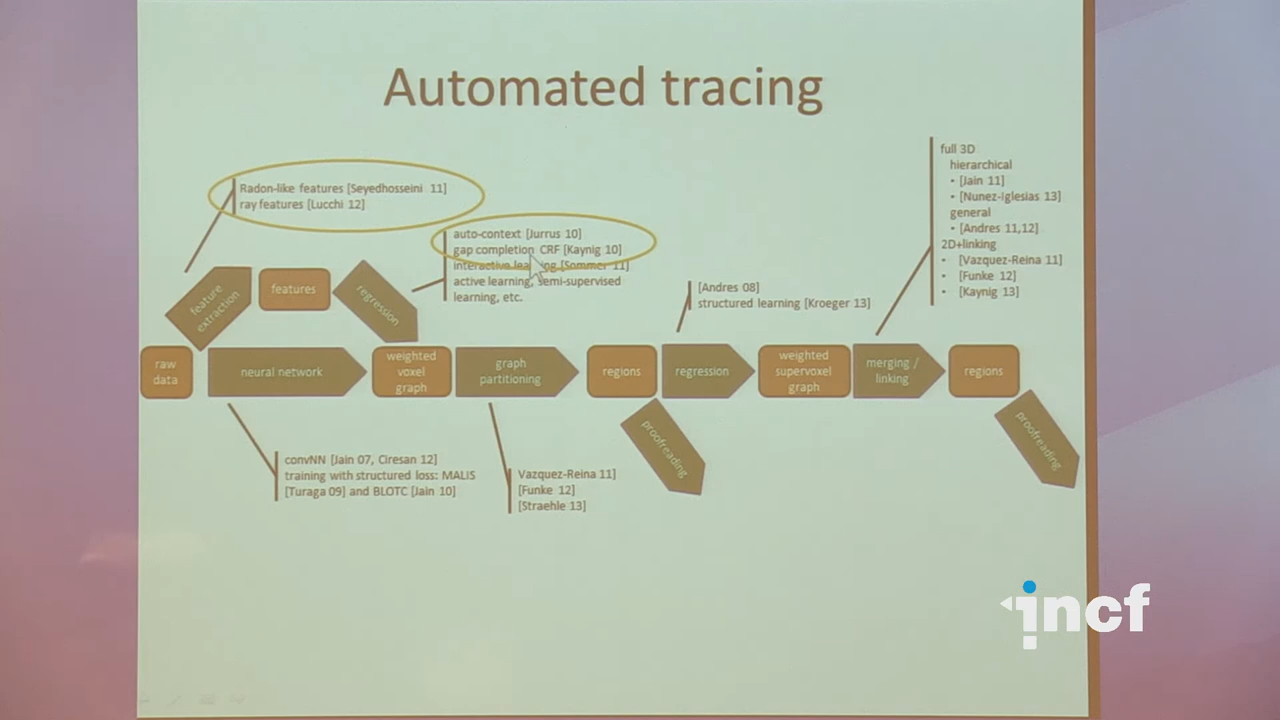 Automated tracing
Radon-like features [Seyedhosseini 11]
ray features [Lucchi 12]
auto-context [Jurrus 10]
gap completion CRF [Kaynig 10]
interactive learning [Sommer 11]
active learning, semi-supervised
learning, etc.
full 3D
hierarchical
• [Jain 11]
• [Nunez-Iglesias 13]
general
• [Andres 11,12]
2D+linking
• [Vazquez-Reina 11]
• [Funke 12]
• [Kaynig 13]
[Andres 08]
structured learning [Kroeger 13]
feature
extraction
features
regression
raw
data
neural network
weighted
voxel
graph
graph
partitioning
regions
regression
weighted
supervoxel
graph
merging /
linking
regions
proofreading
proofreading
convNN [Jain 07, Ciresan 12]
training with structured loss: MALIS
[Turaga 09] and BLOTC [Jain 10]
Vazquez-Reina 11]
[Funke 12]
[Straehle 13]
incf